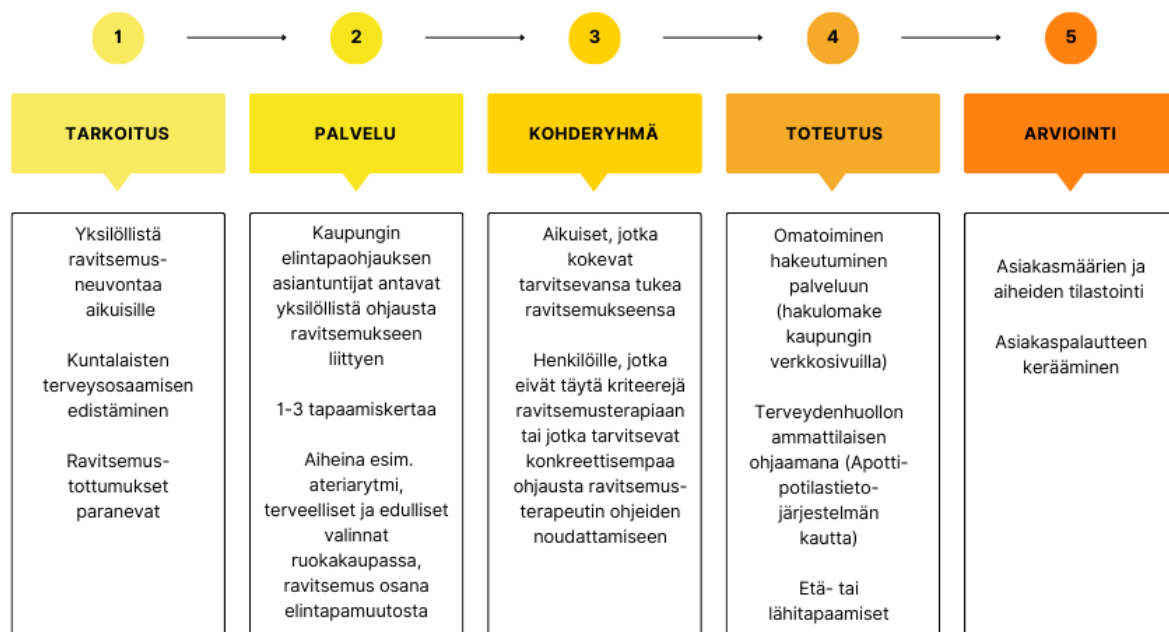 1
2
3
4
5
TARKOITUS
PALVELU
KOHDERYHMÄ
TOTEUTUS
ARVIOINTI
Yksilöllistä
ravitsemus-
neuvontaa
aikuisille
Kuntalaisten
terveysosaamisen
edistäminen
Ravitsemus-
tottumukset
paranevat
Kaupungin
elintapaohjauksen
asiantuntijat antavat
yksilöllistä ohjausta
ravitsemukseen
liittyen
1-3 tapaamiskertaa
Aiheina esim.
ateriarytmi,
terveelliset ja edulliset
valinnat
ruokakaupassa,
ravitsemus osana
elintapamuutosta
Aikuiset, jotka
kokevat
tarvitsevansa tukea
ravitsemukseensa
Henkilöille, jotka
eivät täytä kriteerejä
ravitsemusterapiaan
tai jotka tarvitsevat
konkreettisempaa
ohjausta ravitsemus-
terapeutin ohjeiden
noudattamiseen
Omatoiminen
hakeutuminen
palveluun
(hakulomake
kaupungin
verkkosivuilla)
Terveydenhuollon
ammattilaisen
ohjaamana (Apotti-
potilastieto-
järjestelmän
kautta)
Etä- tai
lähitapaamiset
Asiakasmäärien ja
aiheiden tilastointi
Asiakaspalautteen
kerääminen